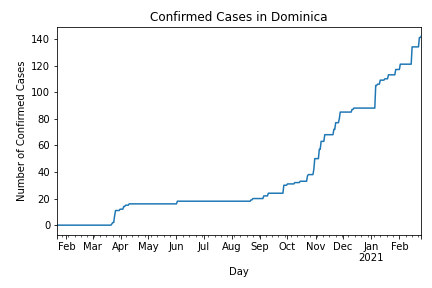 Confirmed Cases in Dominica
Number of Confirmed Cases
140
120
100
80
60
40
20
0
Feb Mar Apr May Jun Jul Aug Sep Oct Nov Dec Jan Feb
2021
Day